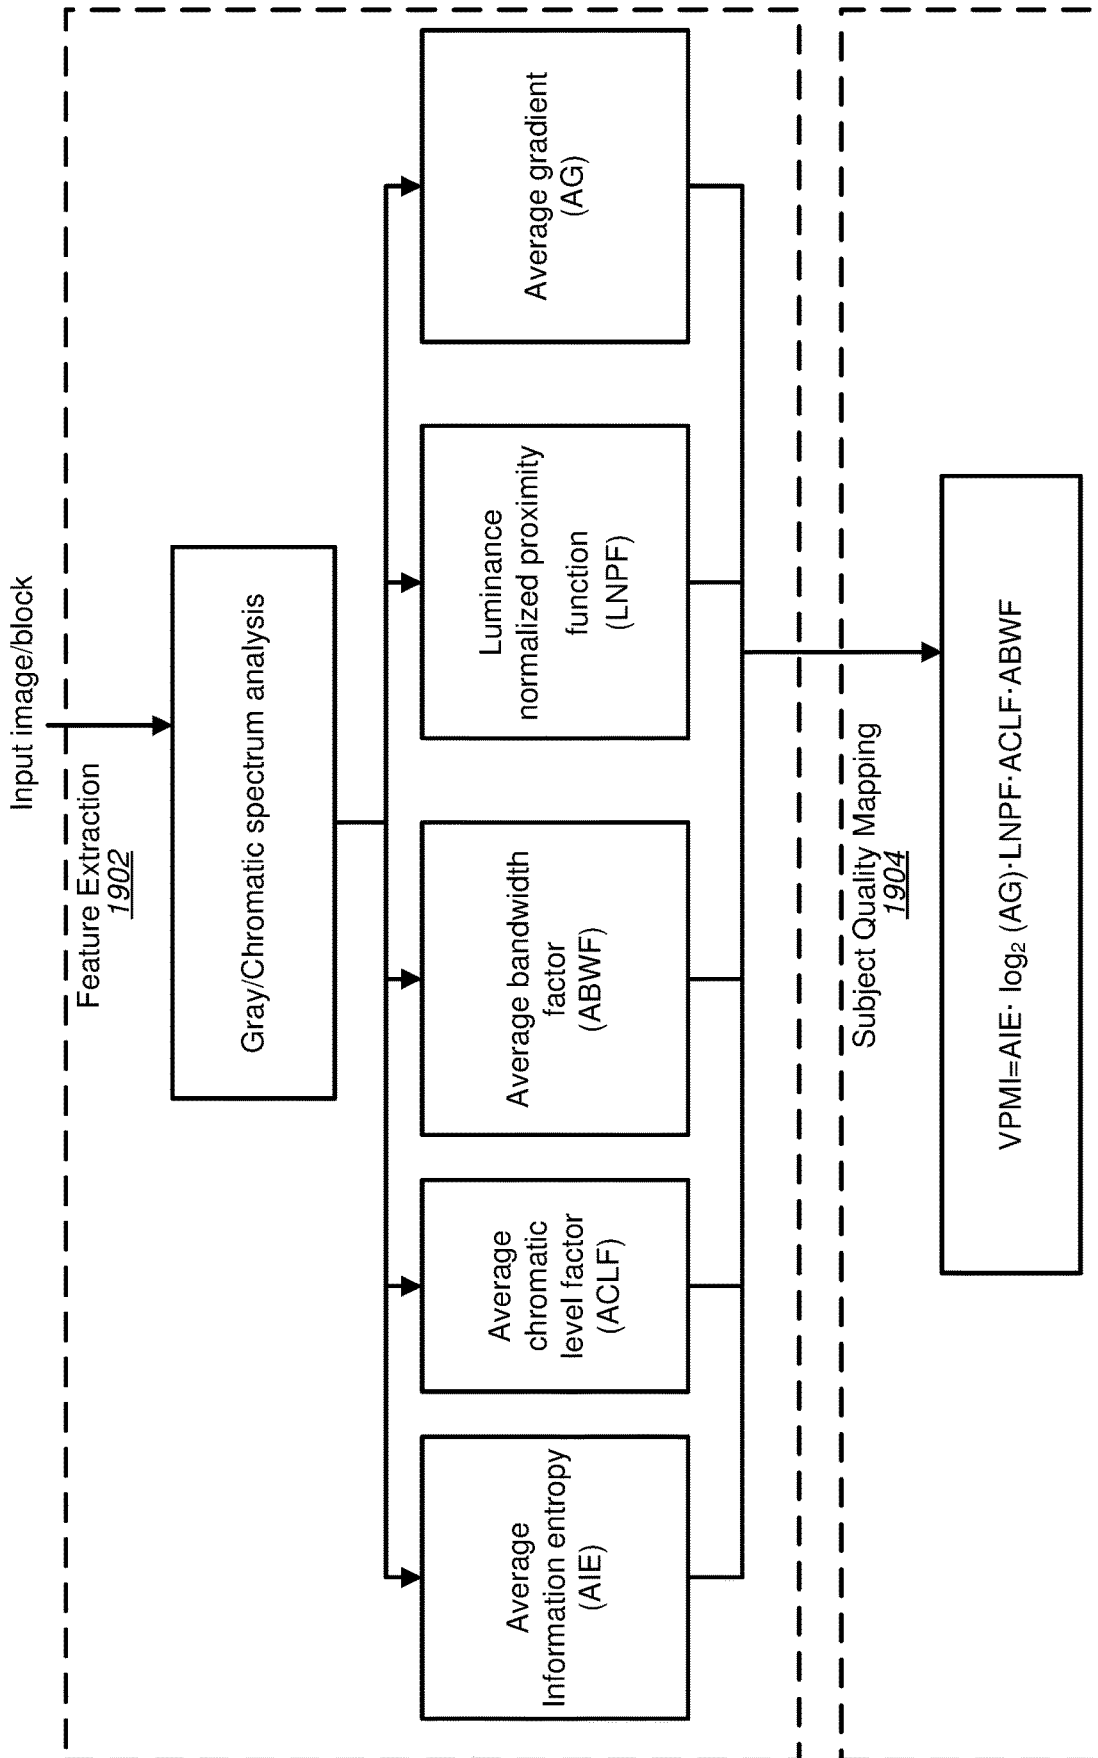 Input image/block
Feature Extraction
1902
Gray/Chromatic spectrum analysis
Average
Information entropy
(AIE)
Average
chromatic
level factor
(ACLF)
Average bandwidth
factor
(ABWF)
Luminance
normalized proximity
function
(LNPF)
Average gradient
(AG)
Subject Quality Mapping
1904
VPMI=AIE· log₂ (AG)·LNPF·ACLF·ABWF